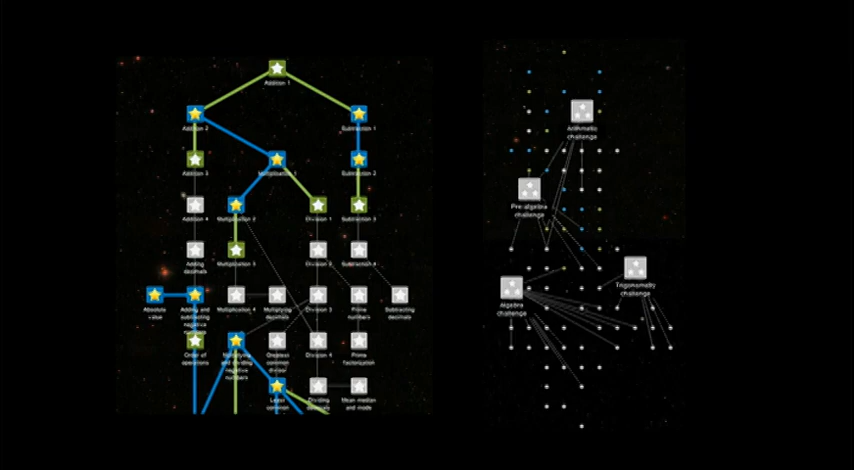 Addition 1
Addition 2
Subtraction 1
Addition 3
Multiplication 1
Subtraction 2
Addition 4
Multiplication 2
Division 1
Subtraction 3
Adding
decimals
Multiplication 3
Division 2
Subtraction 4
Absolute
value
Adding and
subtracting
negative
Multiplication 4
Multiplying
decimals
Division 3
Prime
numbers
Subtracting
decimals
Order of
operations
Multiplying
and dividing
negative
numbers
Greatest
common
divisor
Division 4
Prime
factorization
Least
common
Dividing
decimals
Mean median
and mode
Arithmetic
challenge
Pre-algebra
challenge
Algebra
challenge
Trigonometry
challenge